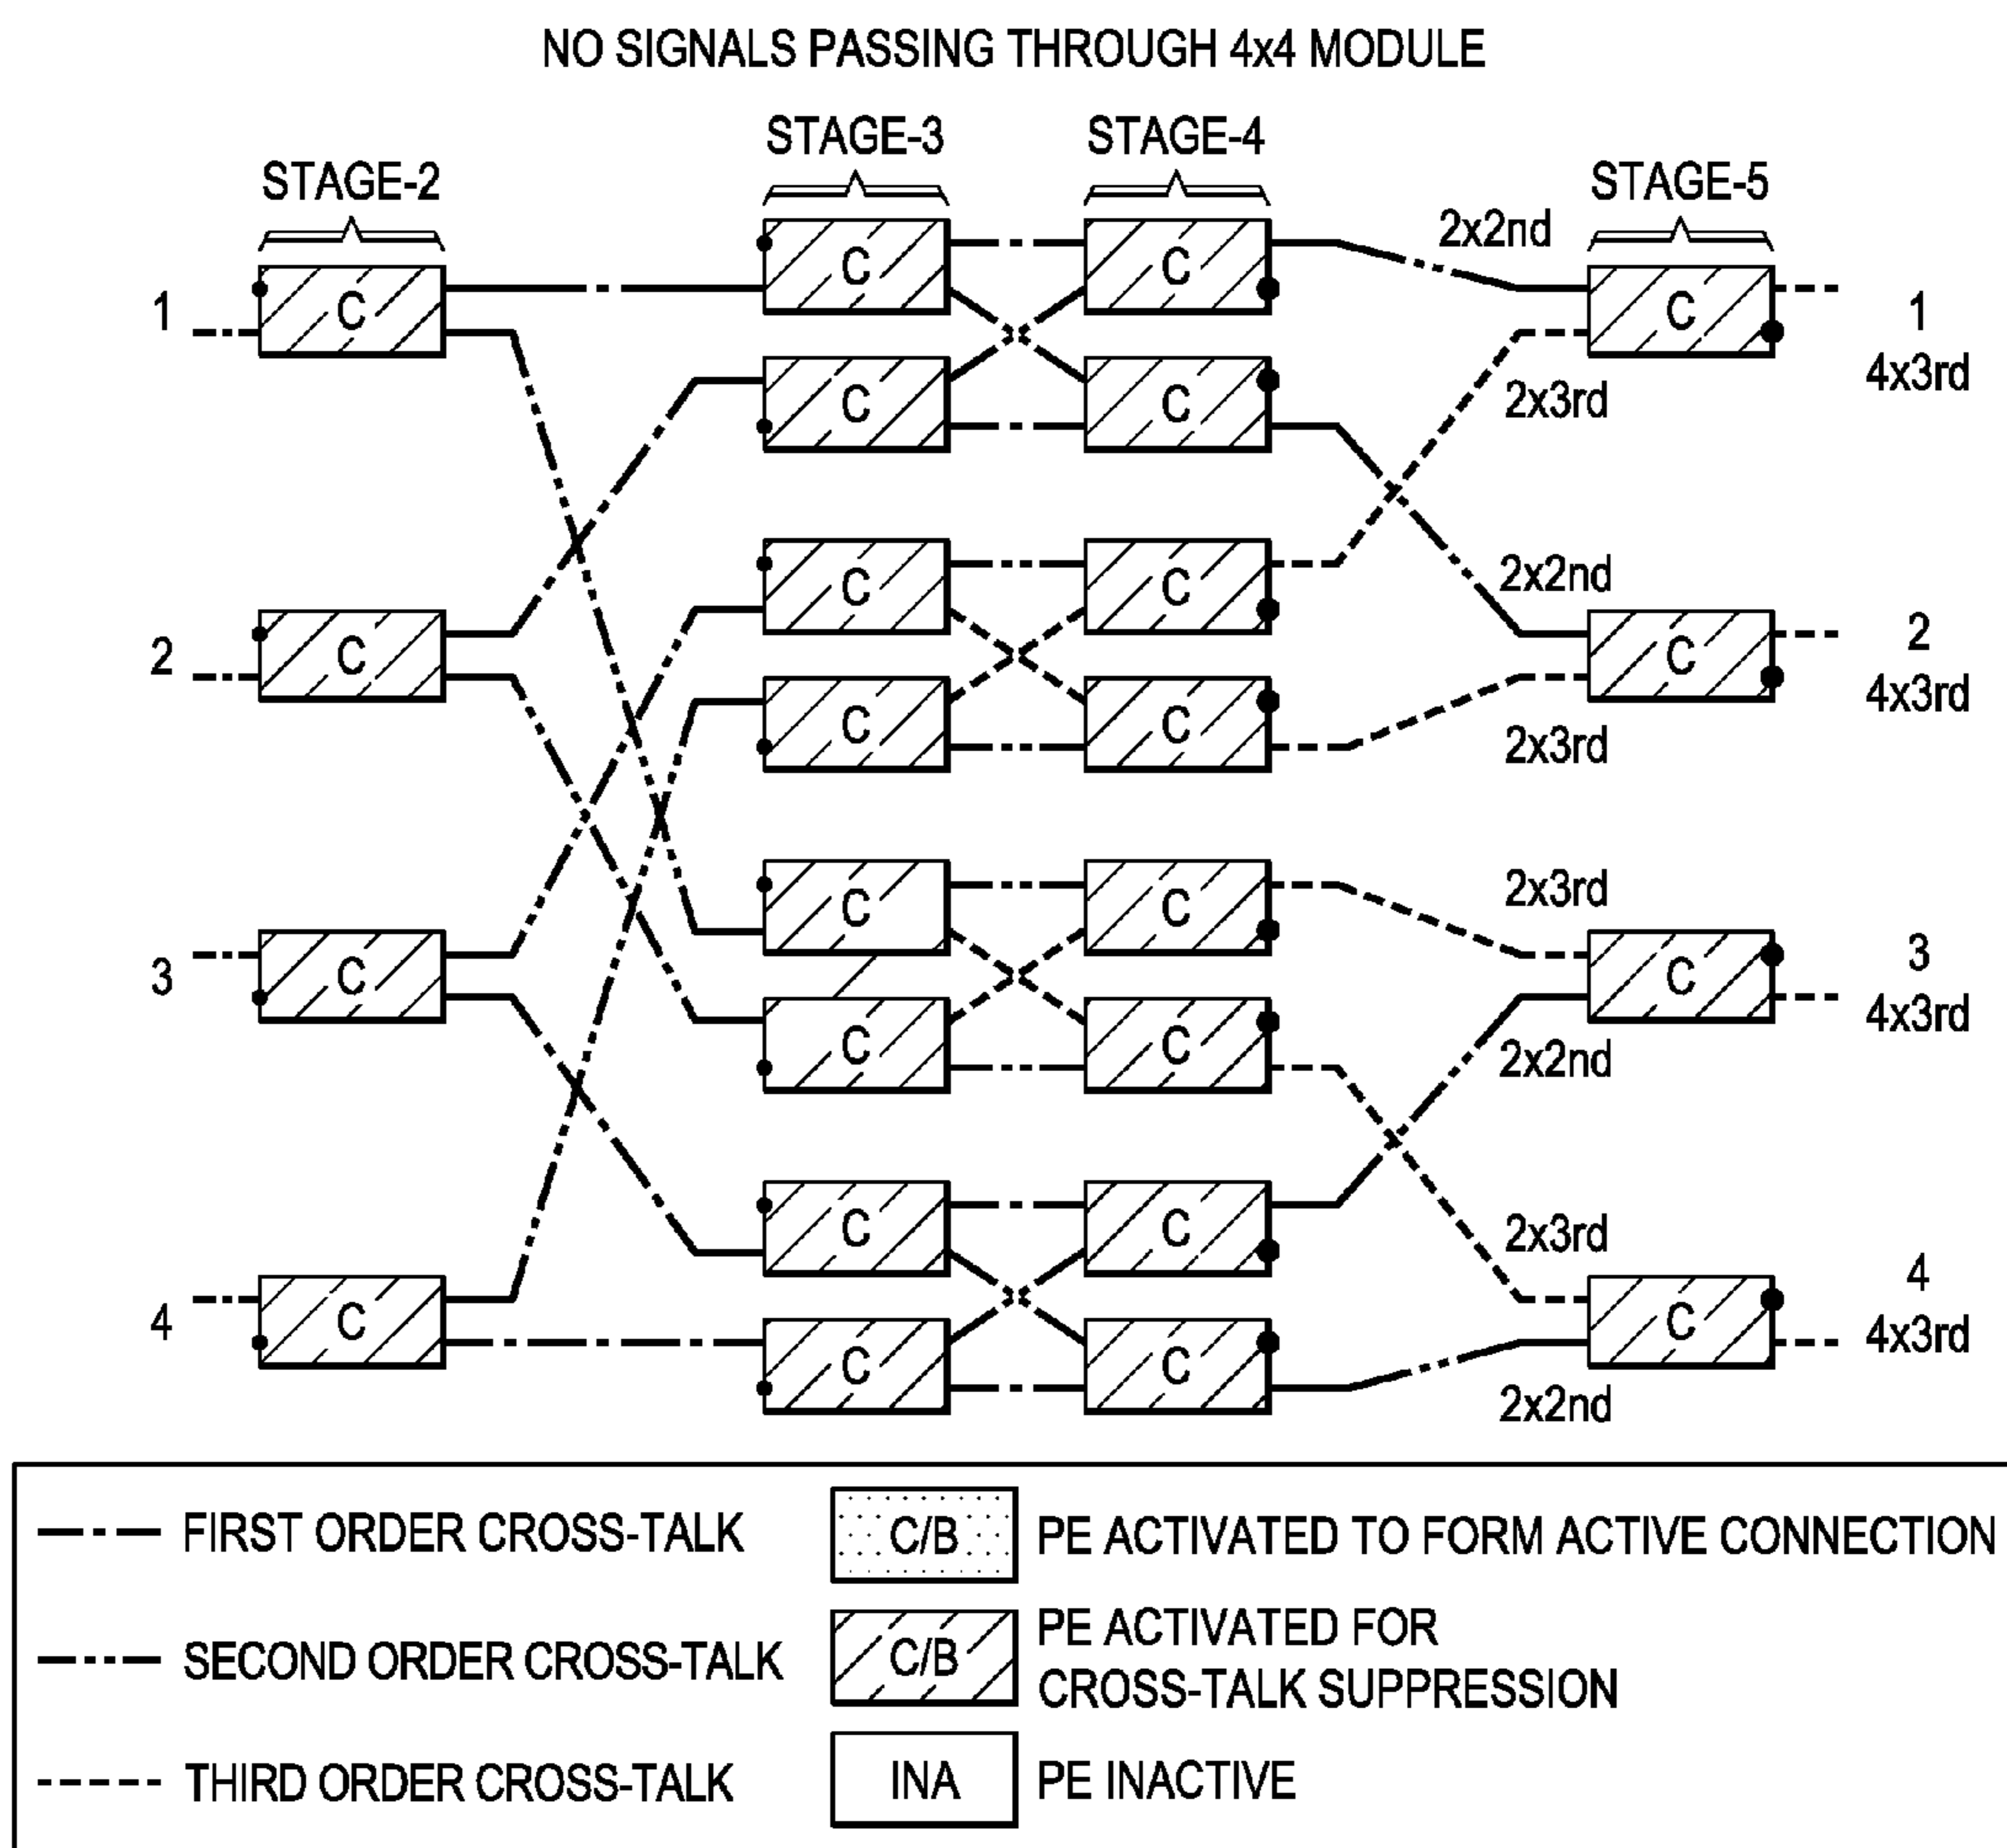 NO SIGNALS PASSING THROUGH 4x4 MODULE
STAGE-2
STAGE-3
STAGE-4
STAGE-5
1
C
C
C
2x2nd
C
1
4x3rd
C
C
2x3rd
2
C
C
C
2x2nd
C
2
4x3rd
C
C
2x3rd
3
C
C
C
2x3rd
C
3
4x3rd
C
C
2x2nd
4
C
C
C
2x3rd
C
4
4x3rd
C
C
2x2nd
FIRST ORDER CROSS-TALK
C/B
PE ACTIVATED TO FORM ACTIVE CONNECTION
SECOND ORDER CROSS-TALK
C/B
PE ACTIVATED FOR
CROSS-TALK SUPPRESSION
THIRD ORDER CROSS-TALK
INA
PE INACTIVE